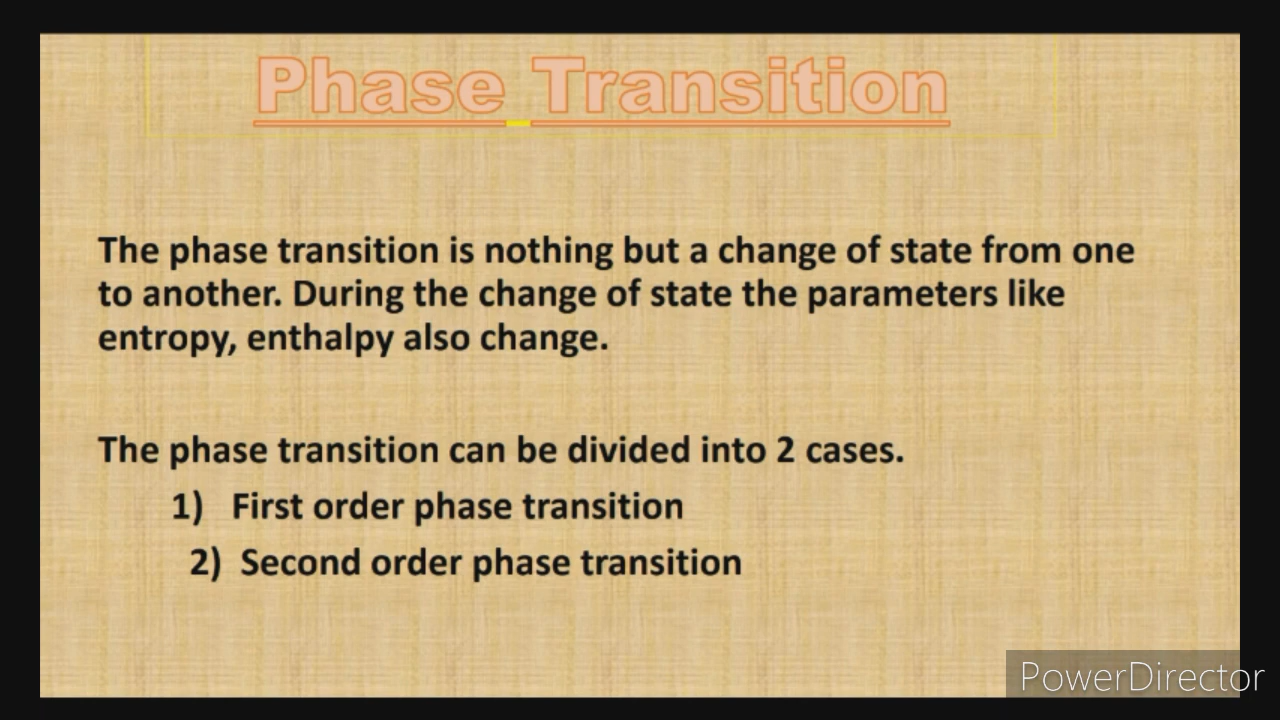 Phase Transition
The phase transition is nothing but a change of state from one
to another. During the change of state the parameters like
entropy, enthalpy also change.
The phase transition can be divided into 2 cases.
1) First order phase transition
2) Second order phase transition
PowerDirector